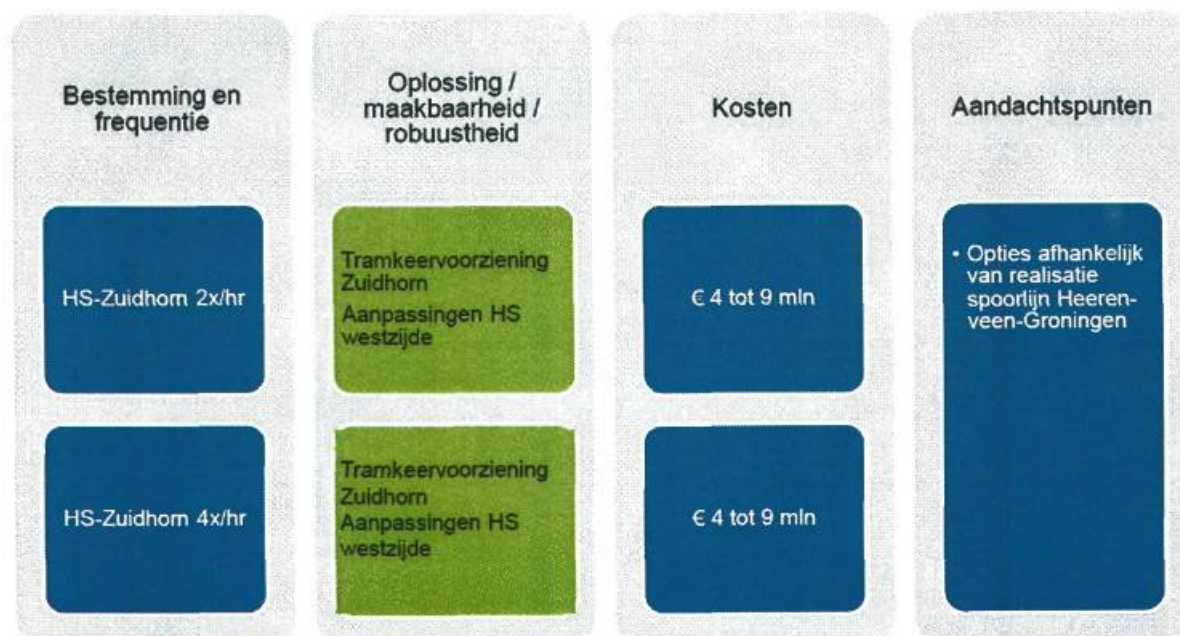 Bestemming en
frequentie
Oplossing /
maakbaarheid /
robuustheid
Kosten
Aandachtspunten
HS-Zuidhorn 2x/hr
Tramkeervoorziening
Zuidhorn
Aanpassingen HS
westzijde
€ 4 tot 9 mln
• Opties afhankelijk
van realisatie
spoorlijn Heeren-
veen-Groningen
HS-Zuidhorn 4x/hr
Tramkeervoorziening
Zuidhorn
Aanpassingen HS
westzijde
€ 4 tot 9 mln